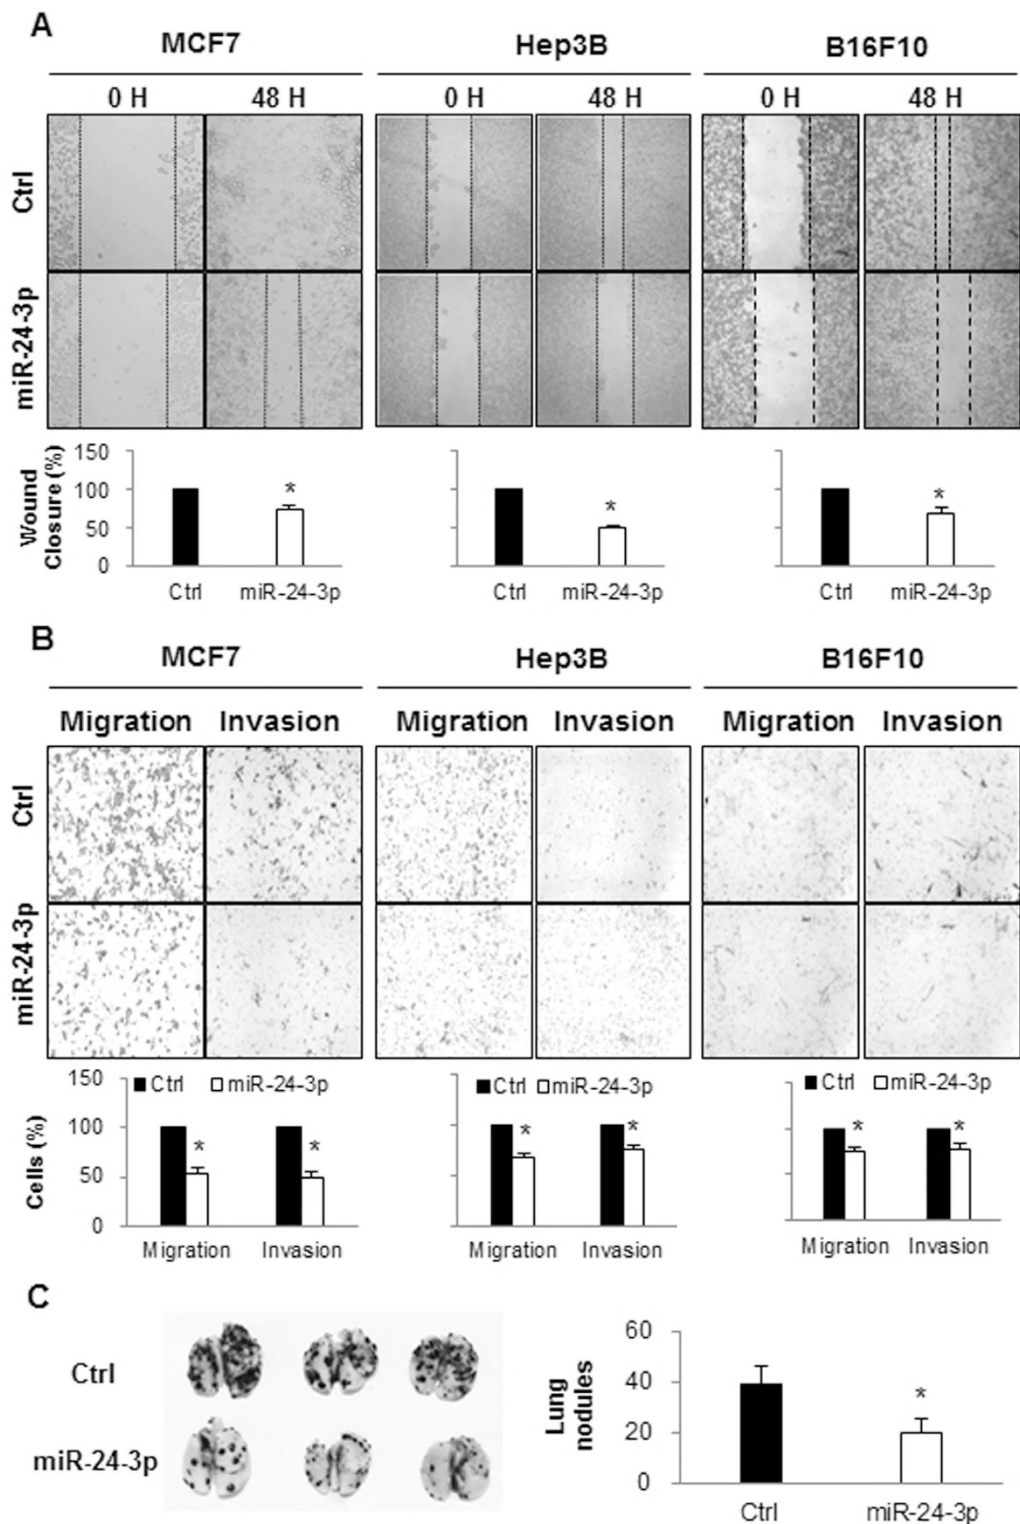 A
MCF7 Hep3B B16F10
0 H 48 H 0 H 48 H 0 H 48 H
Ctrl
miR-24-3p
Wound Closure (%)
150
100
50
0
* * *
Ctrl miR-24-3p Ctrl miR-24-3p Ctrl miR-24-3p
B
MCF7 Hep3B B16F10
Migration Invasion Migration Invasion Migration Invasion
Ctrl
miR-24-3p
Cells (%)
150
100
50
0
Ctrl miR-24-3p Ctrl miR-24-3p Ctrl miR-24-3p
* * * * * *
Migration Invasion Migration Invasion Migration Invasion
C
Ctrl
miR-24-3p
Lung nodules
60
40
20
0
*
Ctrl miR-24-3p